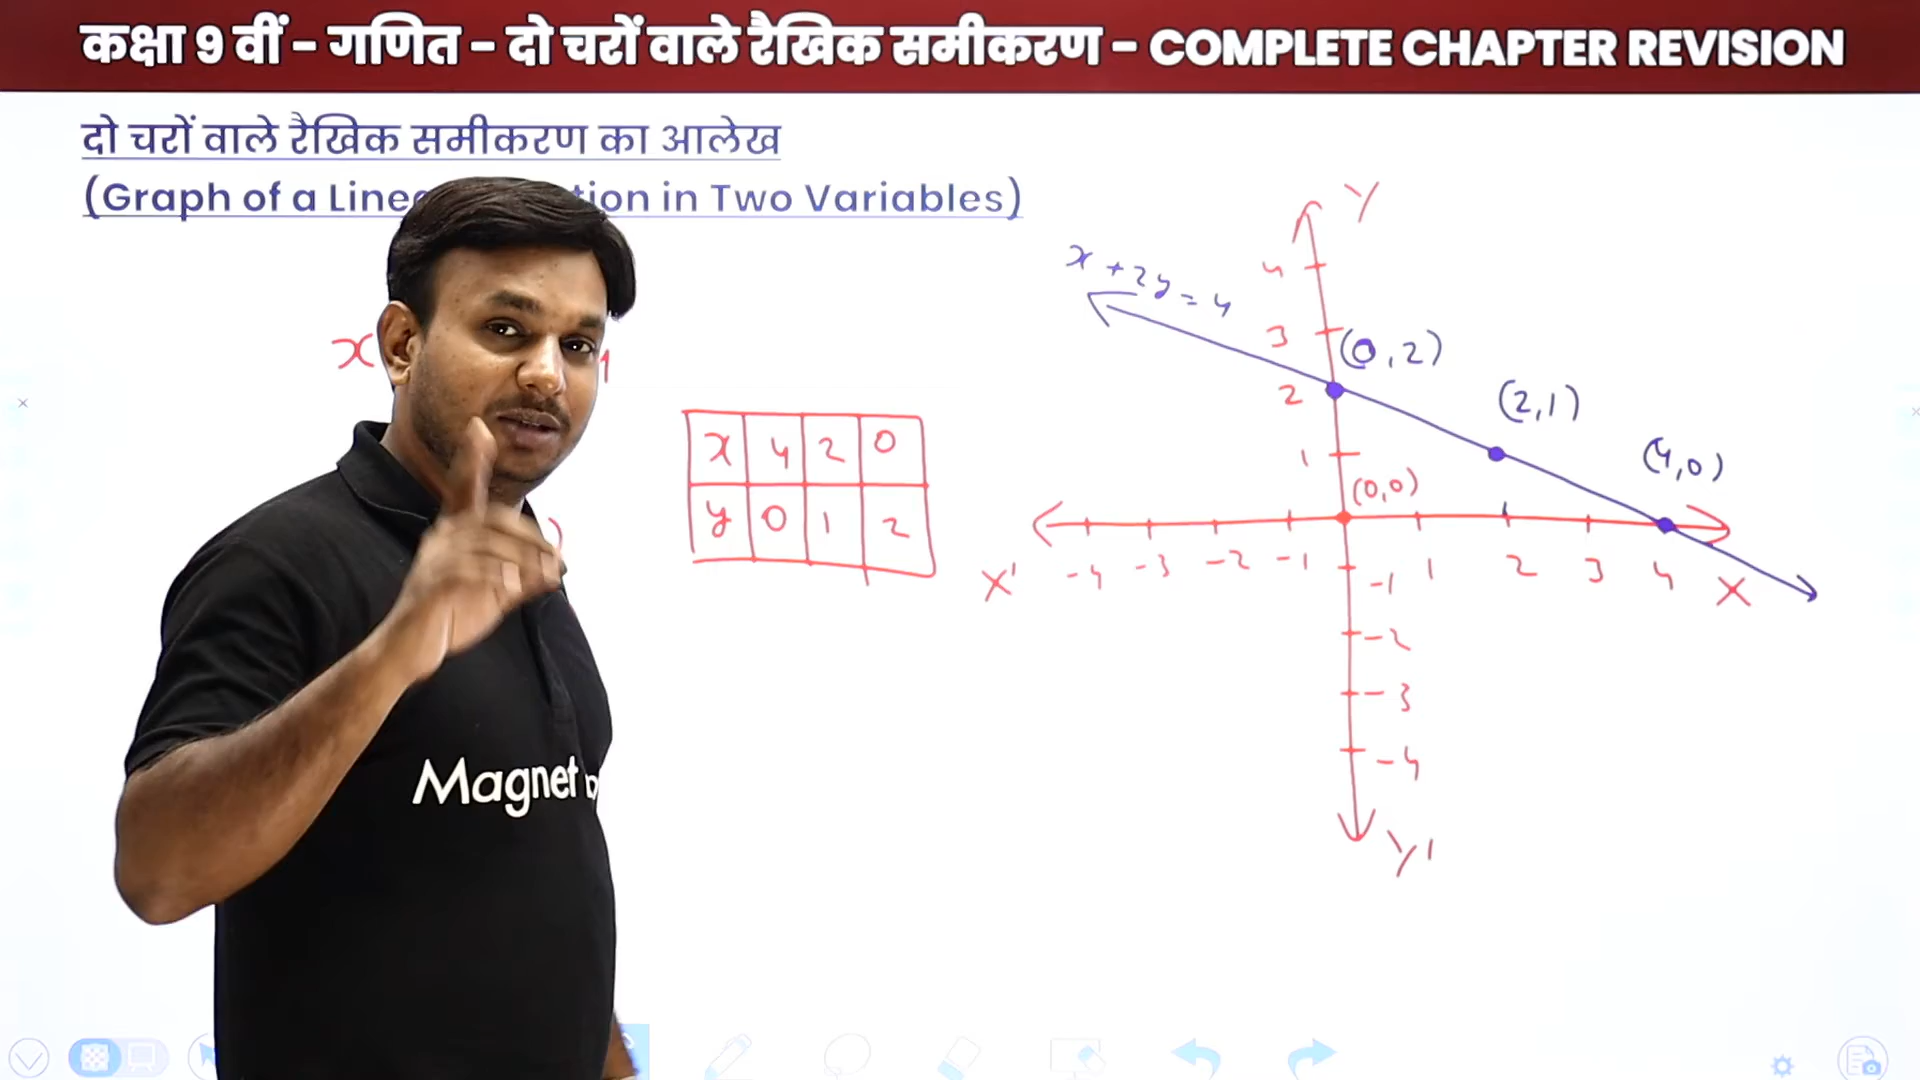 कक्षा 9 वीं – गणित – दो चरों वाले रैखिक समीकरण – COMPLETE CHAPTER REVISION
दो चरों वाले रैखिक समीकरण का आलेख
(Graph of a Line tion in Two Variables)
Y
x + 2y = 4
4
3
(0,2)
2
(2,1)
1
(4,0)
(0,0)
x
x 4 2 0
y 0 1 2
X' -4 -3 -2 -1 1 2 3 4 X
-1
-2
-3
-4
Y'
Magnet